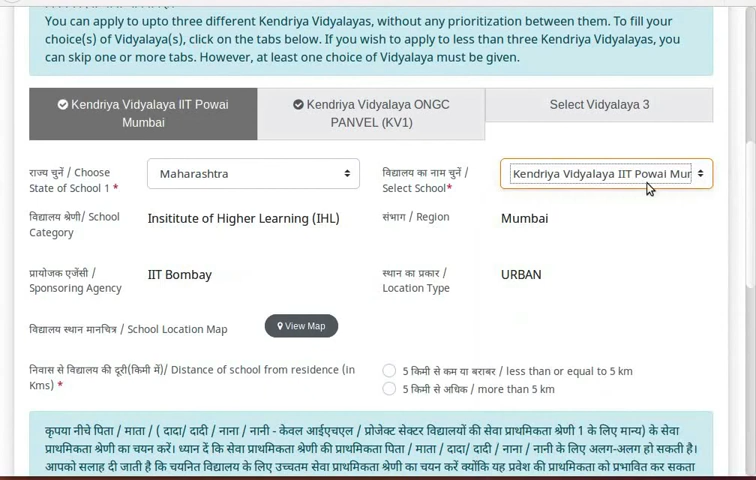 You can apply to upto three different Kendriya Vidyalayas, without any prioritization between them. To fill your
choice(s) of Vidyalaya(s), click on the tabs below. If you wish to apply to less than three Kendriya Vidyalayas, you
can skip one or more tabs. However, at least one choice of Vidyalaya must be given.
Kendriya Vidyalaya IIT Powai
Mumbai
Kendriya Vidyalaya ONGC
PANVEL (KV1)
Select Vidyalaya 3
राज्य चुनें / Choose
State of School 1 *
Maharashtra
विद्यालय का नाम चुनें /
Select School*
Kendriya Vidyalaya IIT Powai Mur
विद्यालय श्रेणी/ School
Category
Insititute of Higher Learning (IHL)
संभाग / Region
Mumbai
प्रायोजक एजेंसी /
Sponsoring Agency
IIT Bombay
स्थान का प्रकार /
Location Type
URBAN
विद्यालय स्थान मानचित्र / School Location Map
View Map
निवास से विद्यालय की दूरी(किमी में)/ Distance of school from residence (in
Kms) *
5 किमी से कम या बराबर / less than or equal to 5 km
5 किमी से अधिक / more than 5 km
कृपया नीचे पिता / माता / ( दादा/ दादी / नाना / नानी - केवल आईएचएल / प्रोजेक्ट सेक्टर विद्यालयों की सेवा प्राथमिकता श्रेणी 1 के लिए मान्य) के सेवा
प्राथमिकता श्रेणी का चयन करें। ध्यान दें कि सेवा प्राथमिकता श्रेणी की प्राथमिकता पिता / माता / दादा/ दादी / नाना / नानी के लिए अलग-अलग हो सकती है।
आपको सलाह दी जाती है कि चयनित विद्यालय के लिए उच्चतम सेवा प्राथमिकता श्रेणी का चयन करें क्योंकि यह प्रवेश की प्राथमिकता को प्रभावित कर सकता